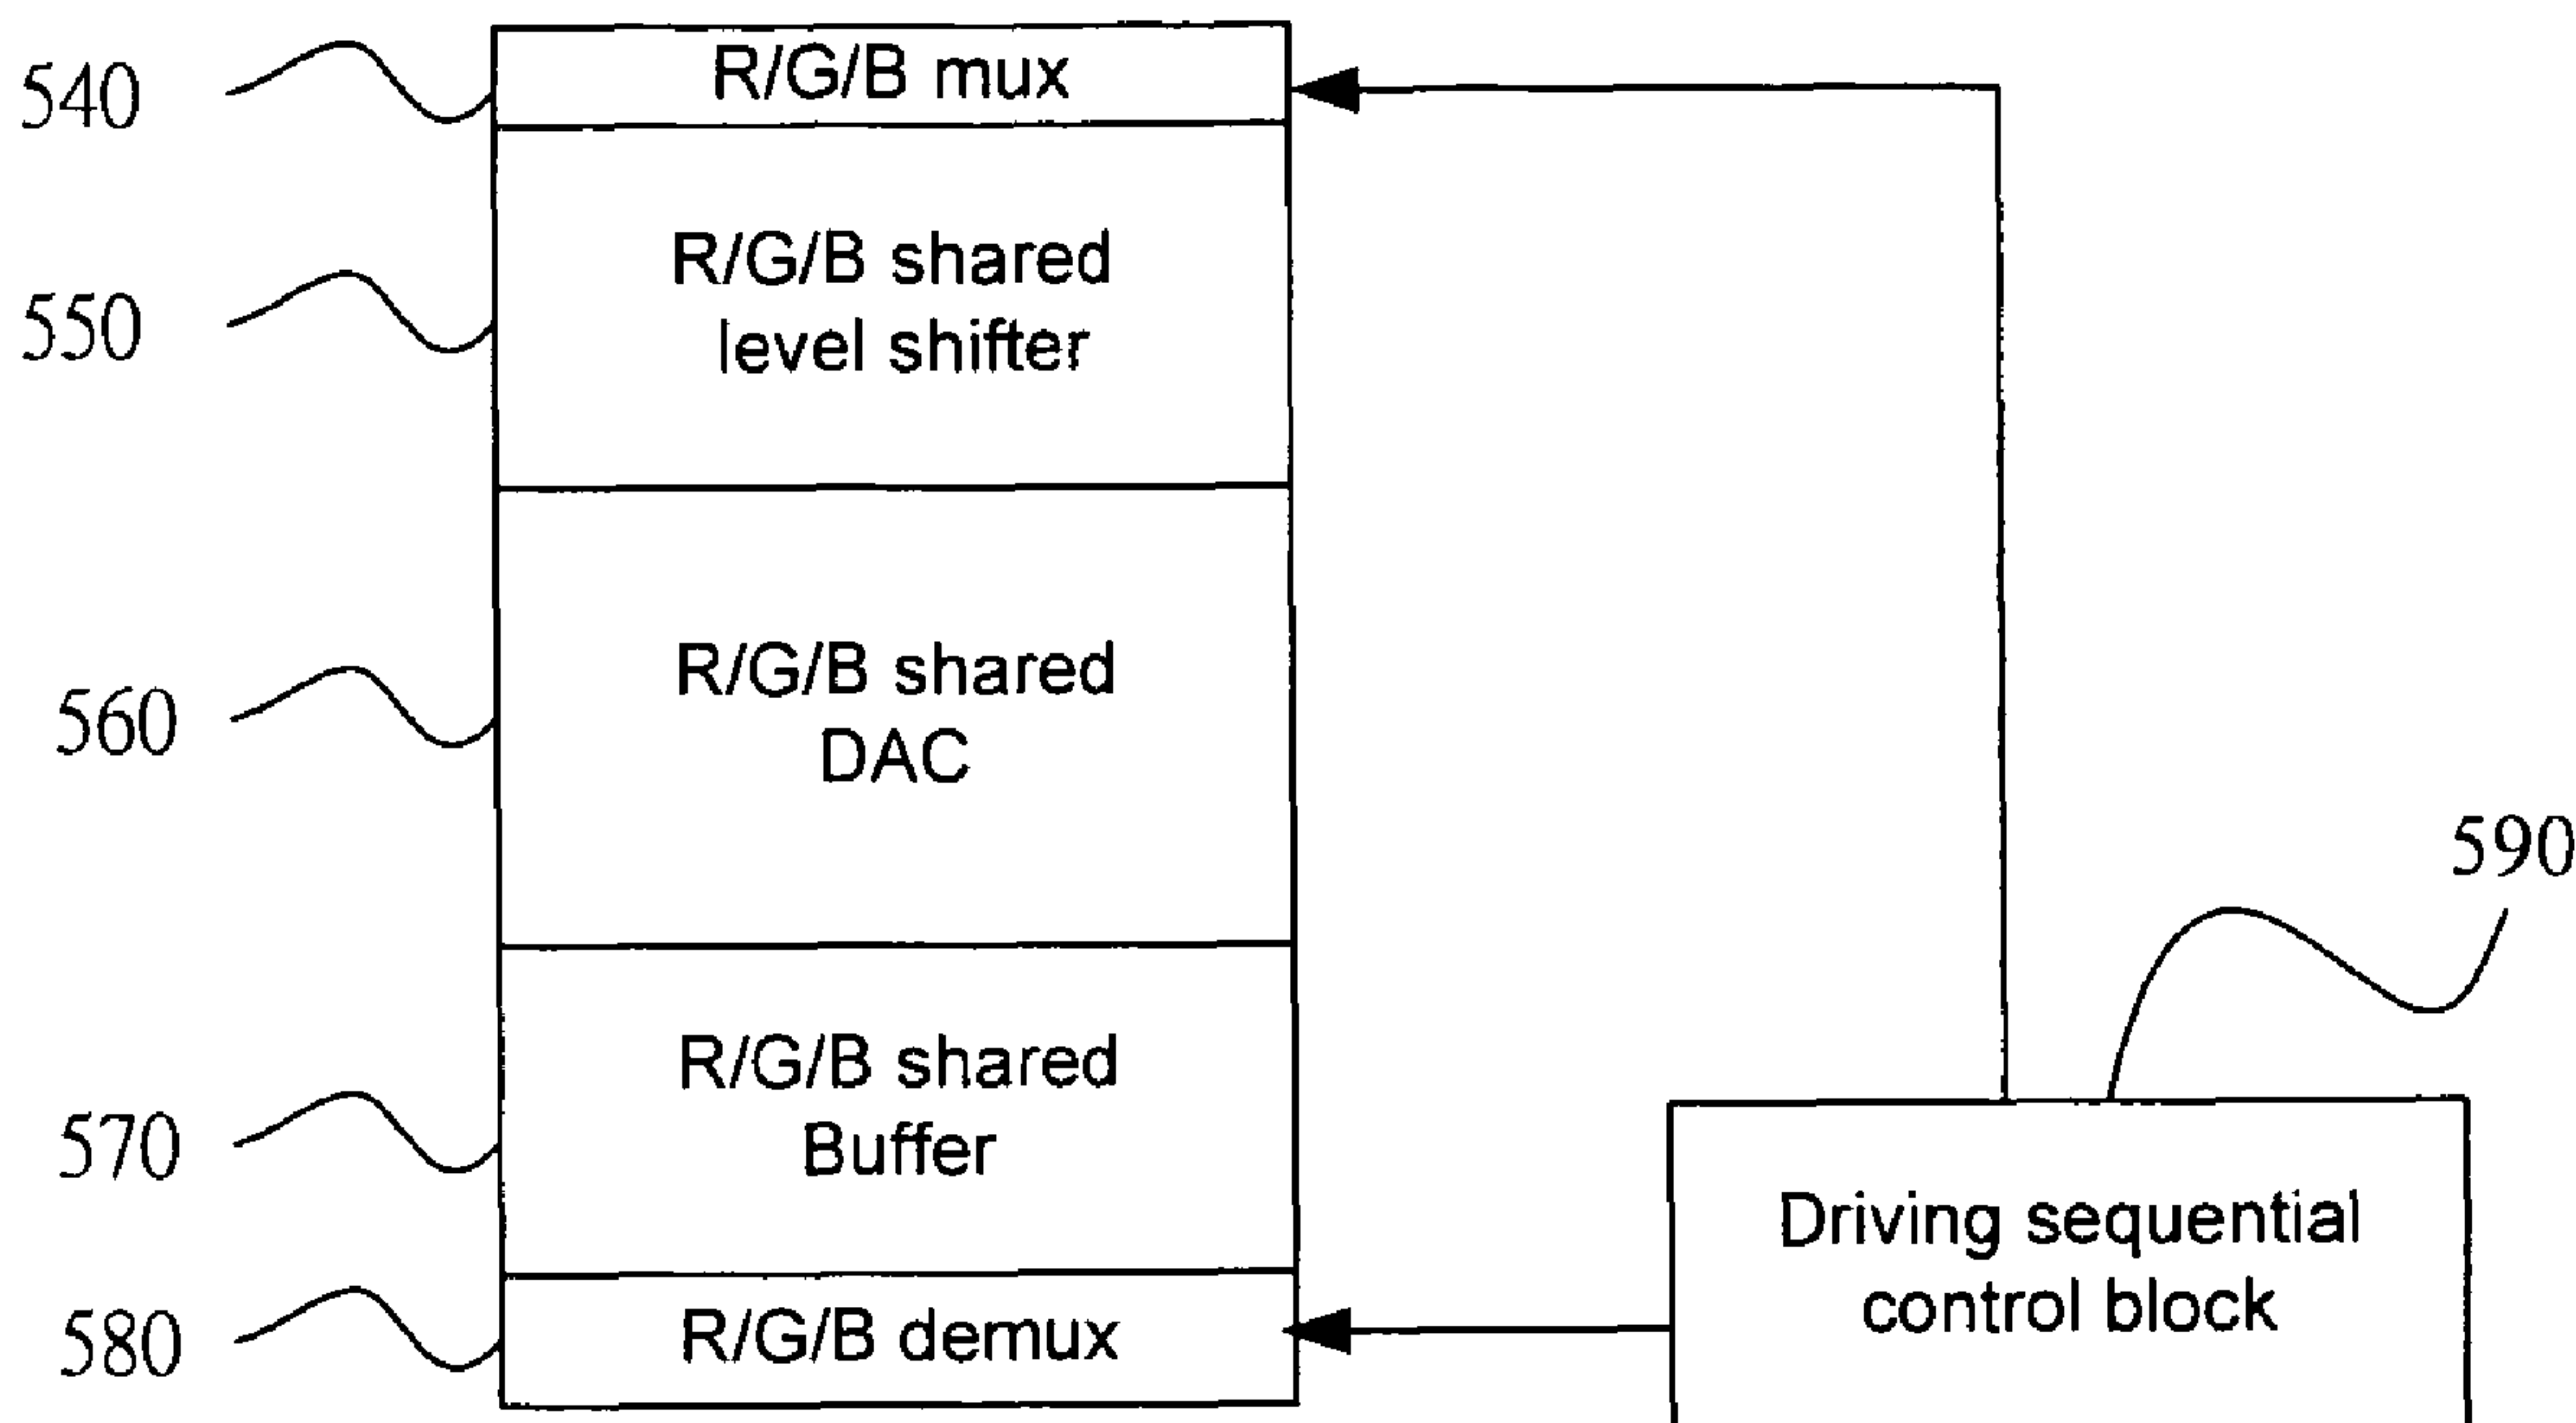 540
R/G/B mux
550
R/G/B shared
level shifter
560
R/G/B shared
DAC
590
570
R/G/B shared
Buffer
Driving sequential
control block
580
R/G/B demux